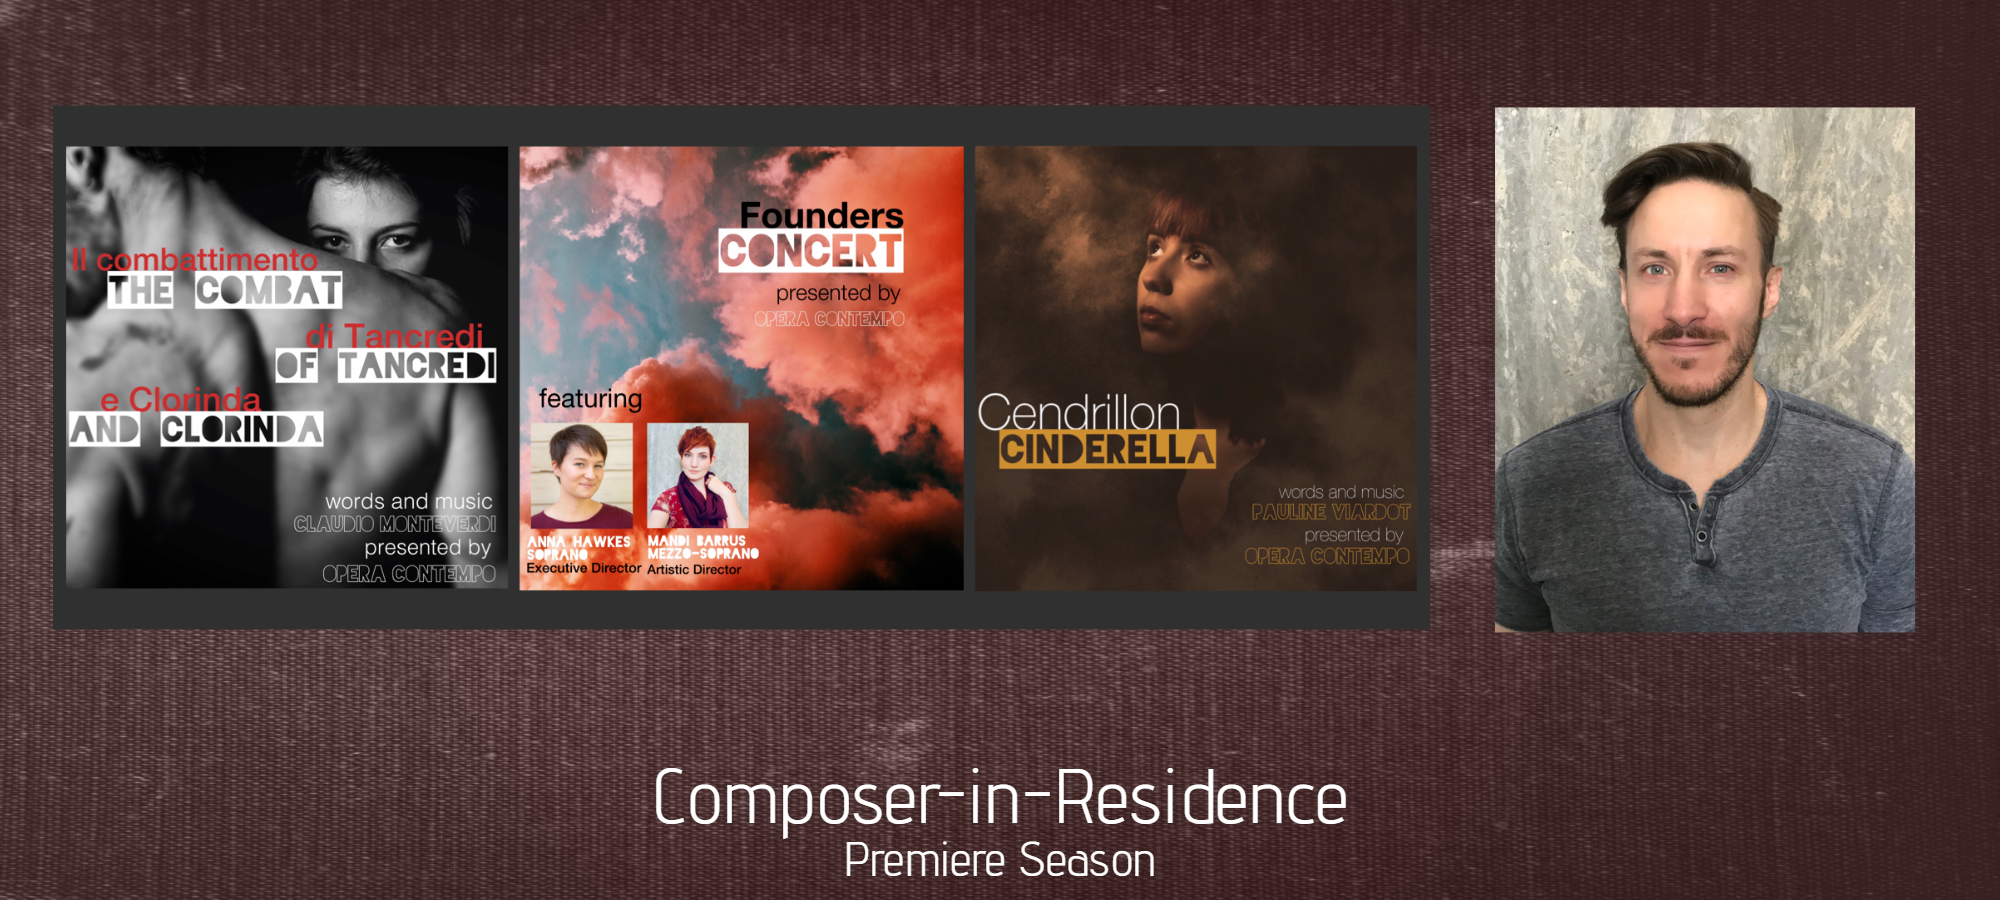 Il combattimento
THE COMBAT
di Tancredi
OF TANCREDI
e Clorinda
AND CLORINDA
words and music
CLAUDIO MONTEVERDI
presented by
OPERA CONTEMPO
Founders
CONCERT
presented by
OPERA CONTEMPO
featuring
ANNA HAWKES
SOPRANO
Executive Director
MANDI BARRUS
MEZZO-SOPRANO
Artistic Director
Cendrillon
CINDERELLA
words and music
PAULINE VIARDOT
presented by
OPERA CONTEMPO
Composer-in-Residence
Premiere Season